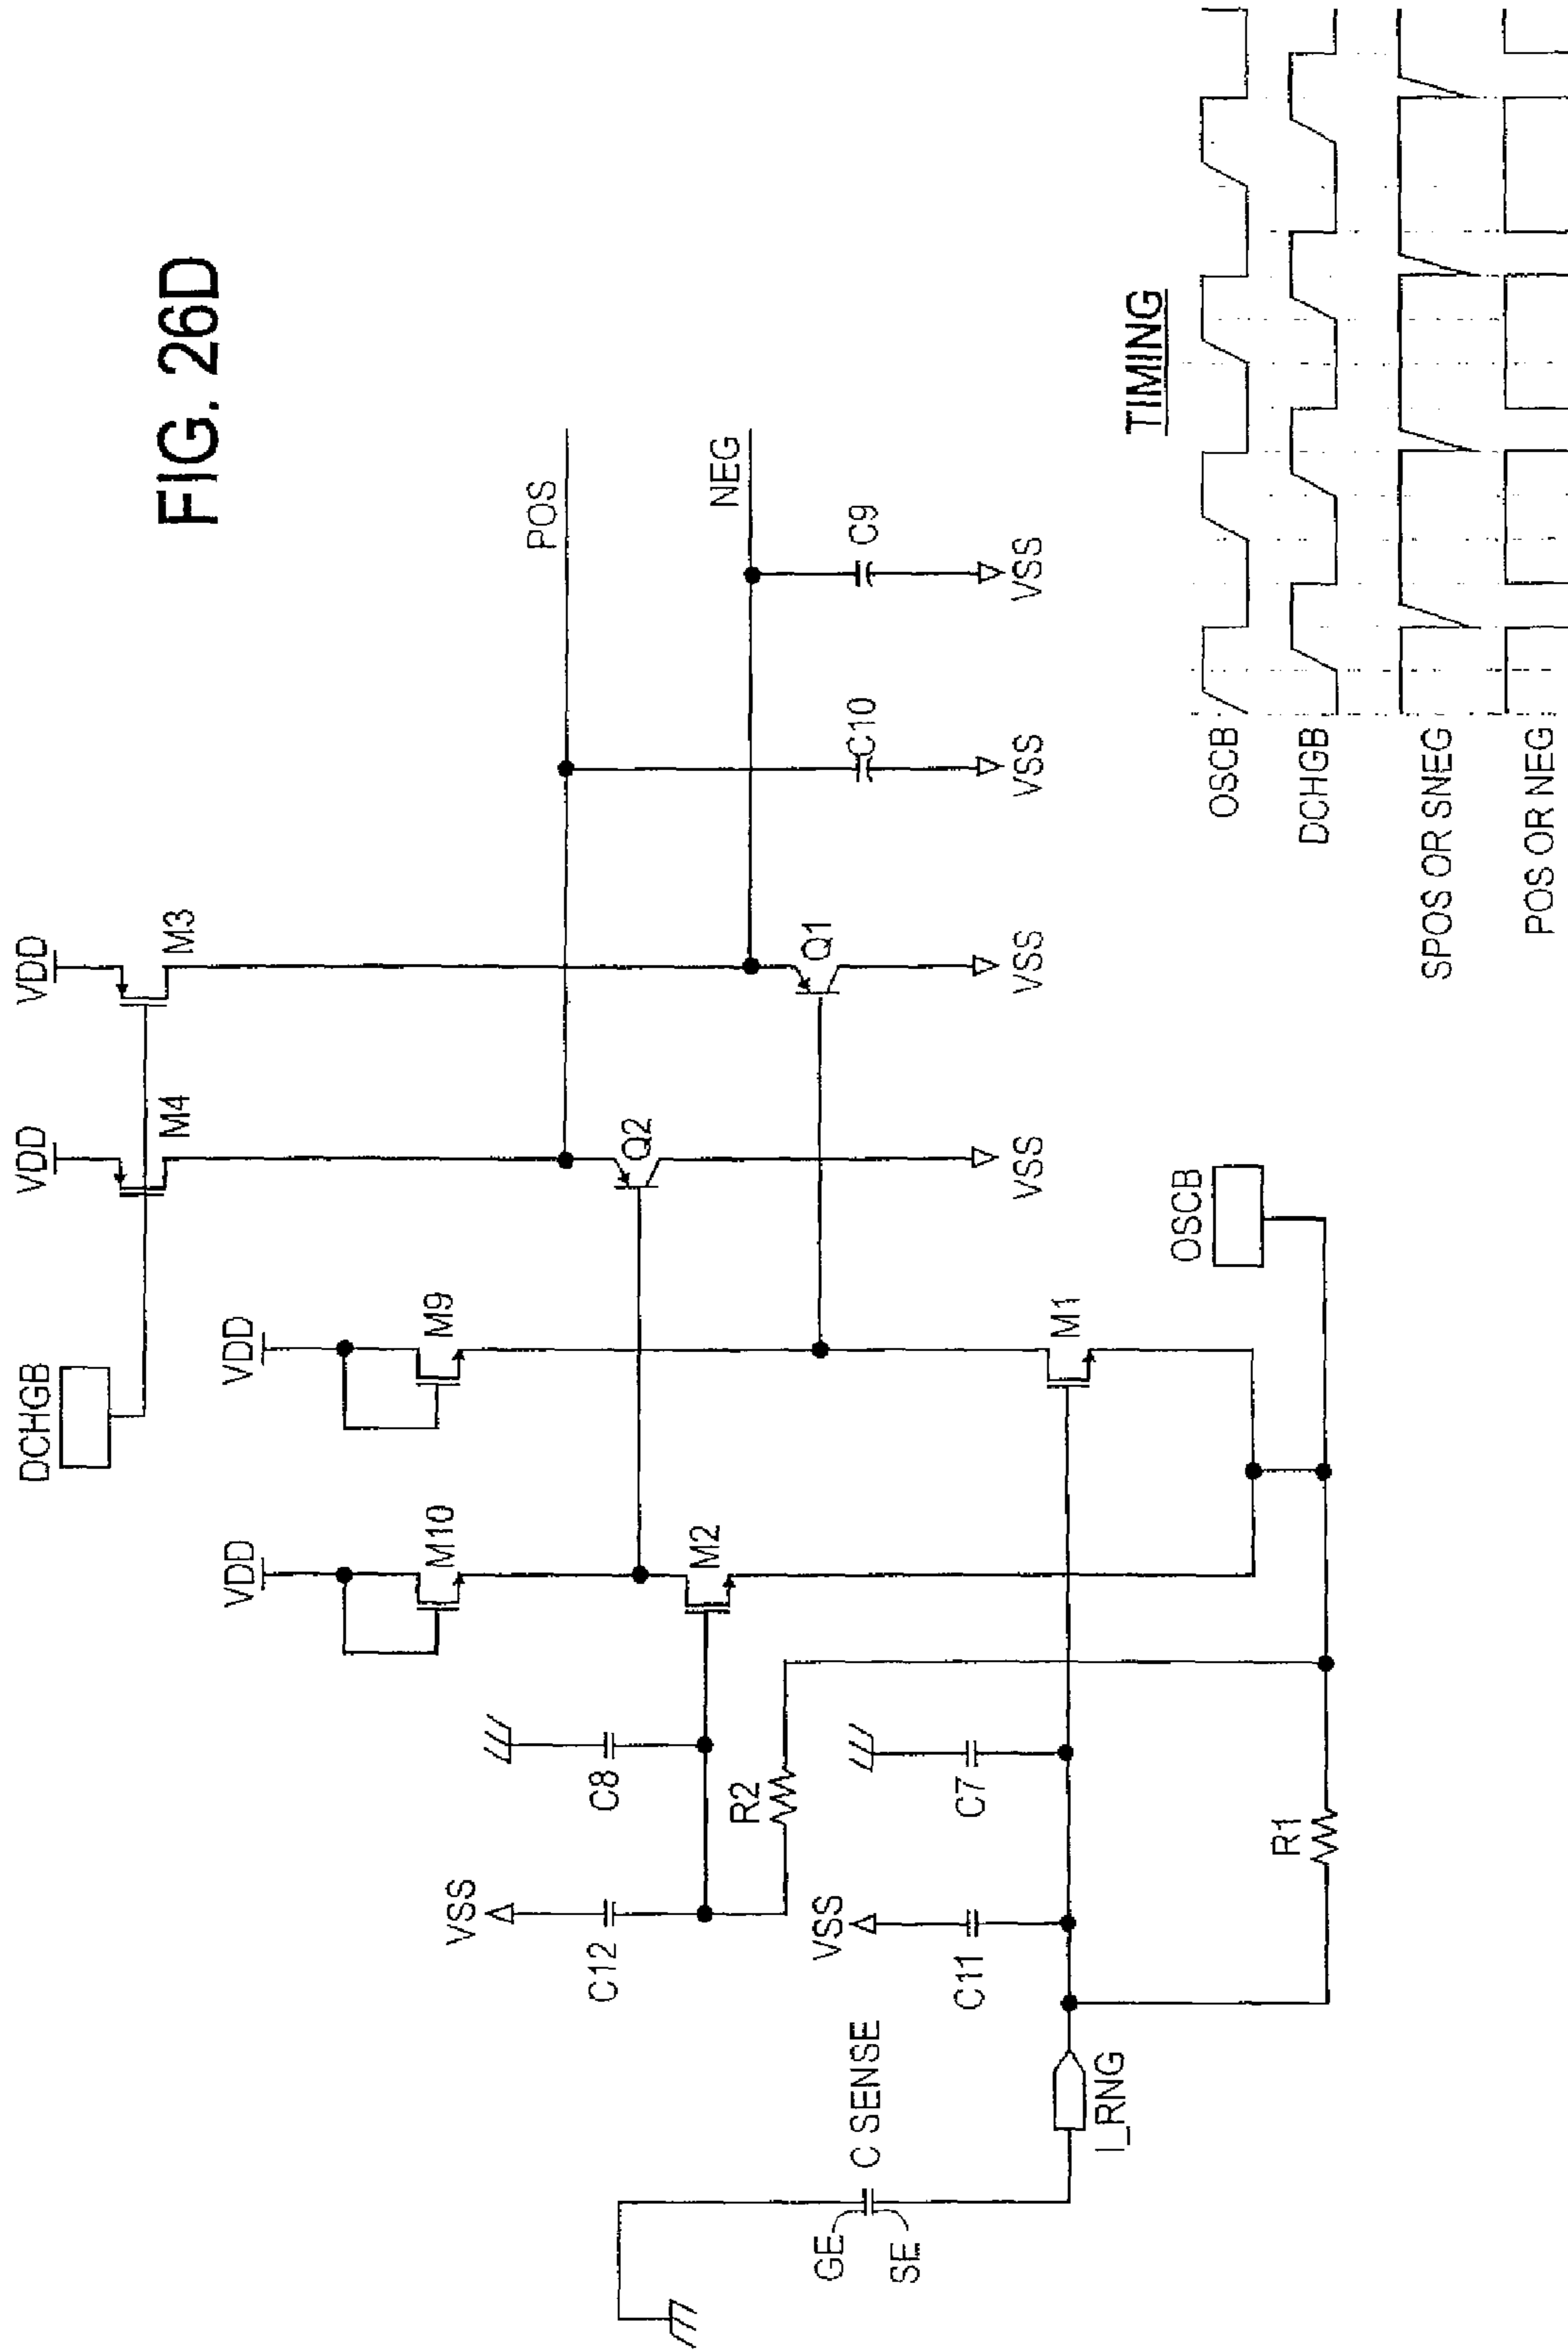 FIG. 26D
DCHGB
VDD
VDD
M4
M3
VDD
VDD
M10
M9
POS
NEG
Q2
Q1
C10
C9
VSS
VSS
VSS
VSS
VSS
C12
C8
M2
R2
VSS
C11
C7
M1
C SENSE
GE
SE
I_RNG
R1
OSCB
TIMING
OSCB
DCHGB
SPOS OR SNEG
POS OR NEG